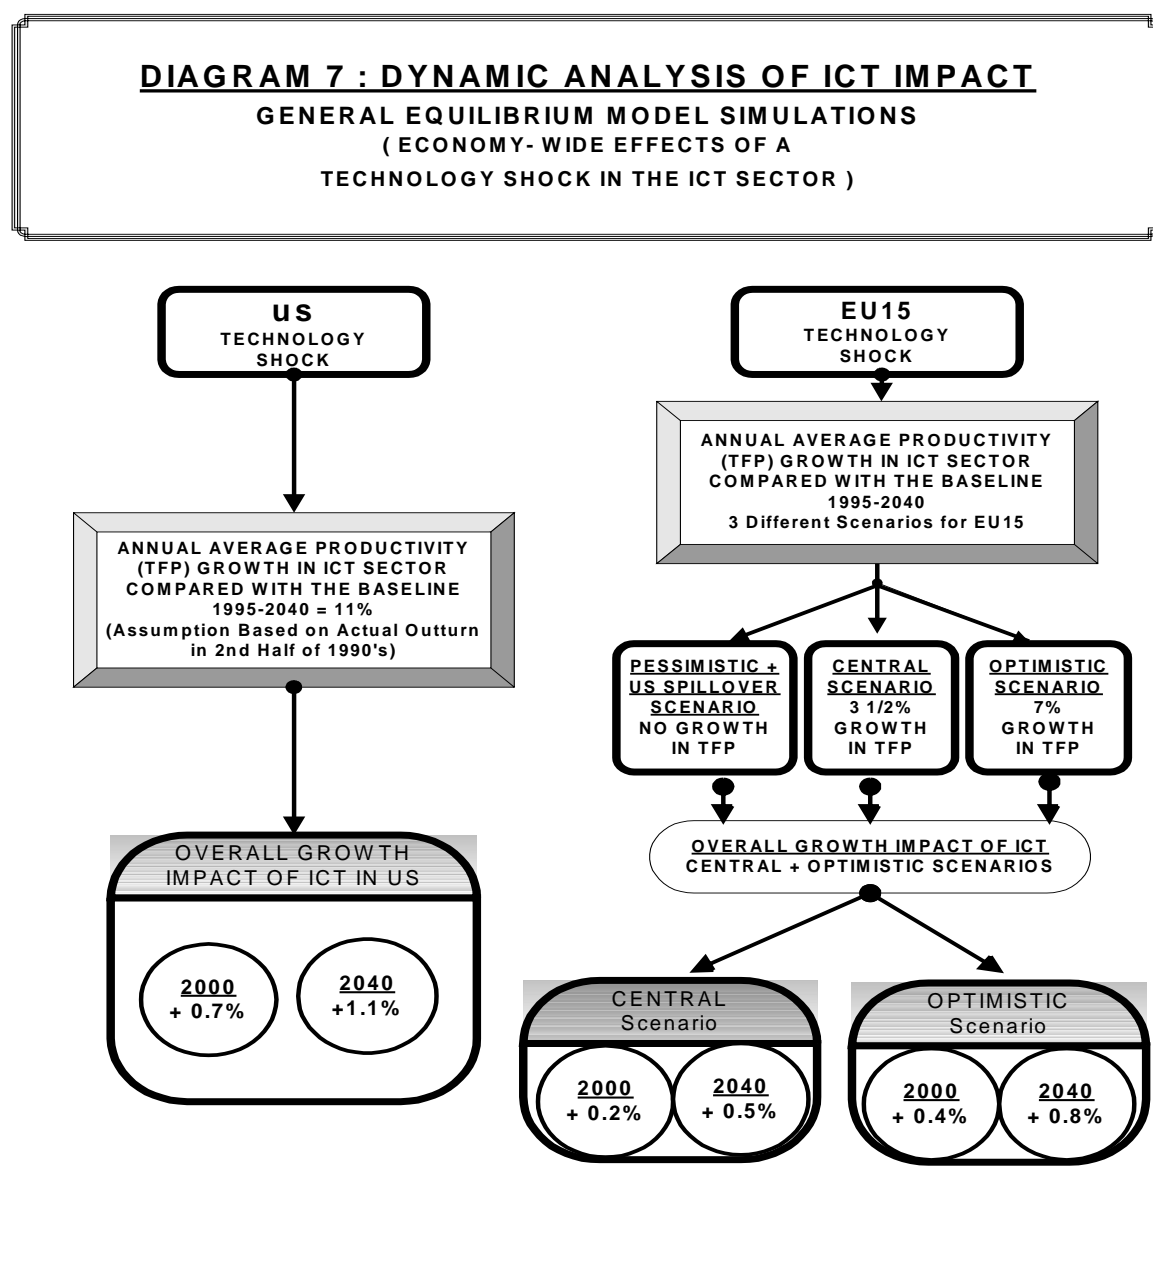 DIAGRAM 7 : DYNAMIC ANALYSIS OF ICT IMPACT
GENERAL EQUILIBRIUM MODEL SIMULATIONS
( ECONOMY- WIDE EFFECTS OF A
TECHNOLOGY SHOCK IN THE ICT SECTOR )
us
TECHNOLOGY
SHOCK
ANNUAL AVERAGE PRODUCTIVITY
(TFP) GROWTH IN ICT SECTOR
COMPARED WITH THE BASELINE
1995-2040 = 11%
(Assumption Based on Actual Outturn
in 2nd Half of 1990's)
OVERALL GROWTH
IMPACT OF ICT IN US
2000
+ 0.7%
2040
+1.1%
EU15
TECHNOLOGY
SHOCK
ANNUAL AVERAGE PRODUCTIVITY
(TFP) GROWTH IN ICT SECTOR
COMPARED WITH THE BASELINE
1995-2040
3 Different Scenarios for EU15
PESSIMISTIC +
US SPILLOVER
SCENARIO
NO GROWTH
IN TFP
CENTRAL
SCENARIO
3 1/2%
GROWTH
IN TFP
OPTIMISTIC
SCENARIO
7%
GROWTH
IN TFP
OVERALL GROWTH IMPACT OF ICT
CENTRAL + OPTIMISTIC SCENARIOS
CENTRAL
Scenario
2000
+ 0.2%
2040
+ 0.5%
OPTIMISTIC
Scenario
2000
+ 0.4%
2040
+ 0.8%